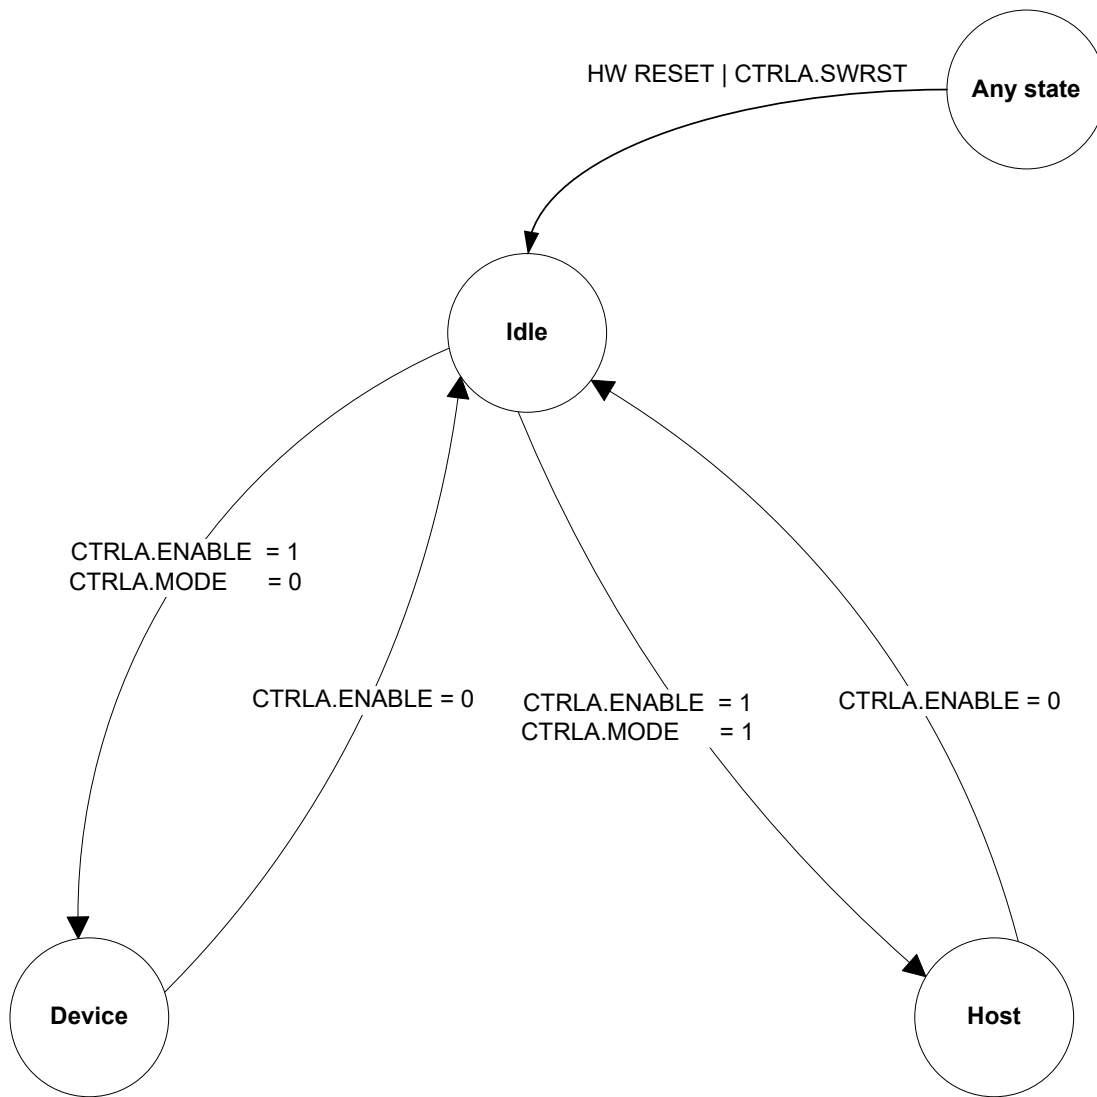 HW RESET | CTRLA.SWRST
Any state
Idle
CTRLA.ENABLE = 1
CTRLA.MODE = 0
CTRLA.ENABLE = 0
CTRLA.ENABLE = 1
CTRLA.MODE = 1
CTRLA.ENABLE = 0
Device
Host